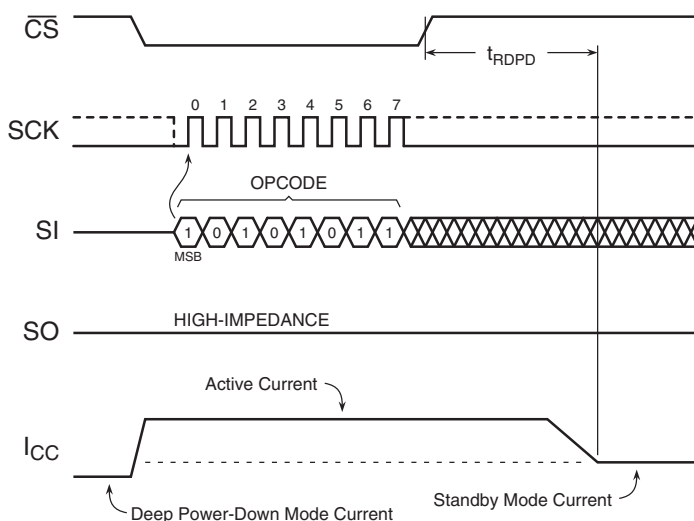 CS
tRDPD
0 1 2 3 4 5 6 7
SCK
OPCODE
SI
1 0 1 0 1 0 1 1
MSB
SO
HIGH-IMPEDANCE
Active Current
ICC
Standby Mode Current
Deep Power-Down Mode Current